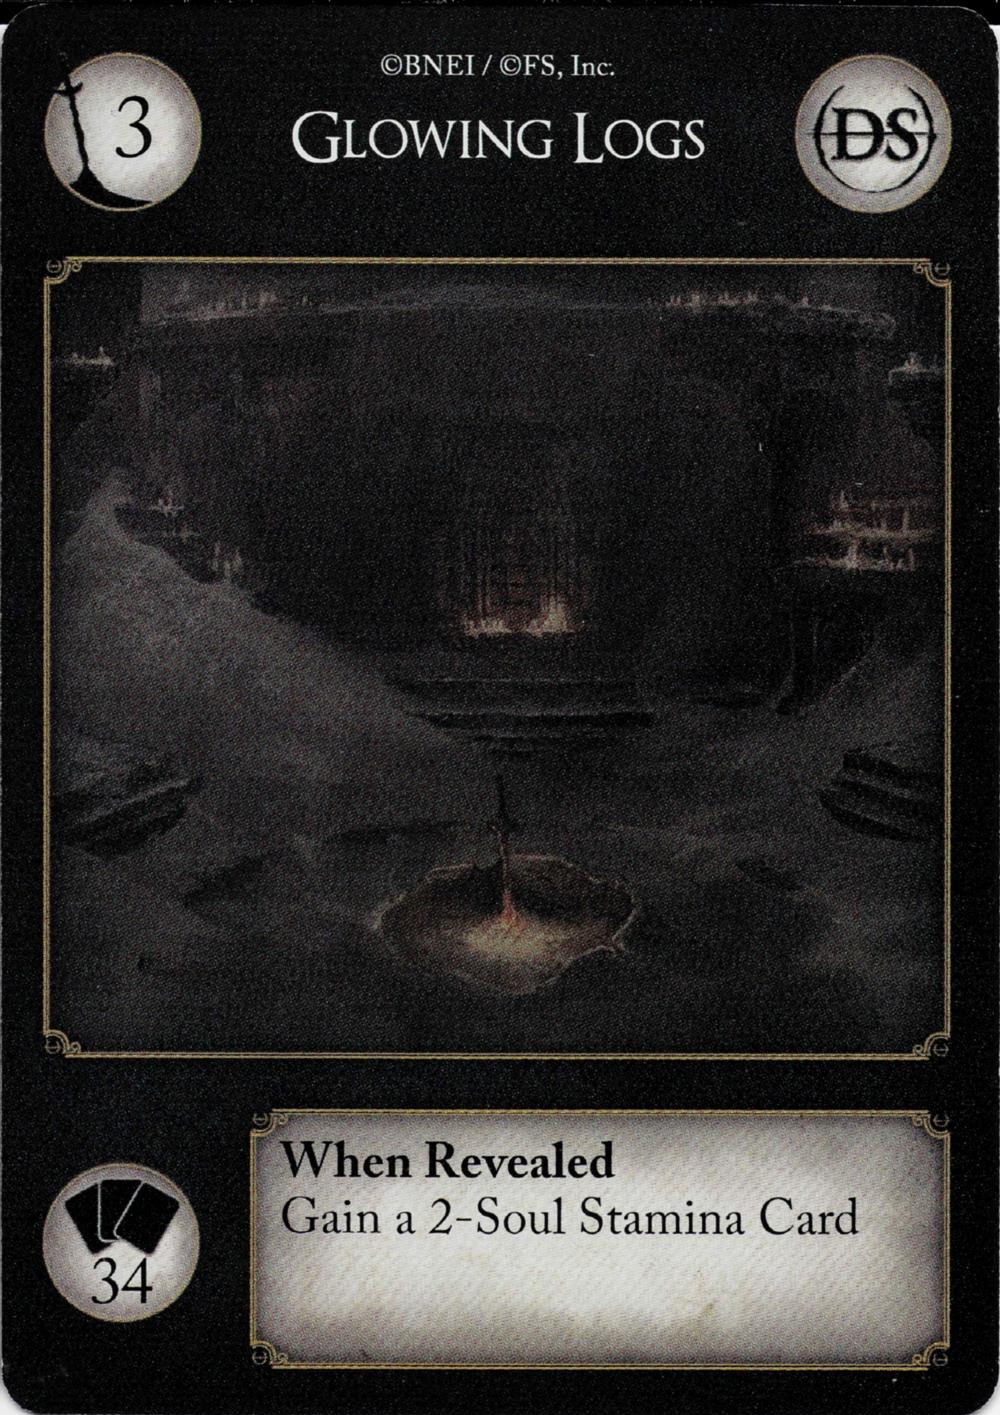 ©BNEI / ©FS, Inc.
3
GLOWING LOGS
DS
When Revealed
Gain a 2-Soul Stamina Card
34